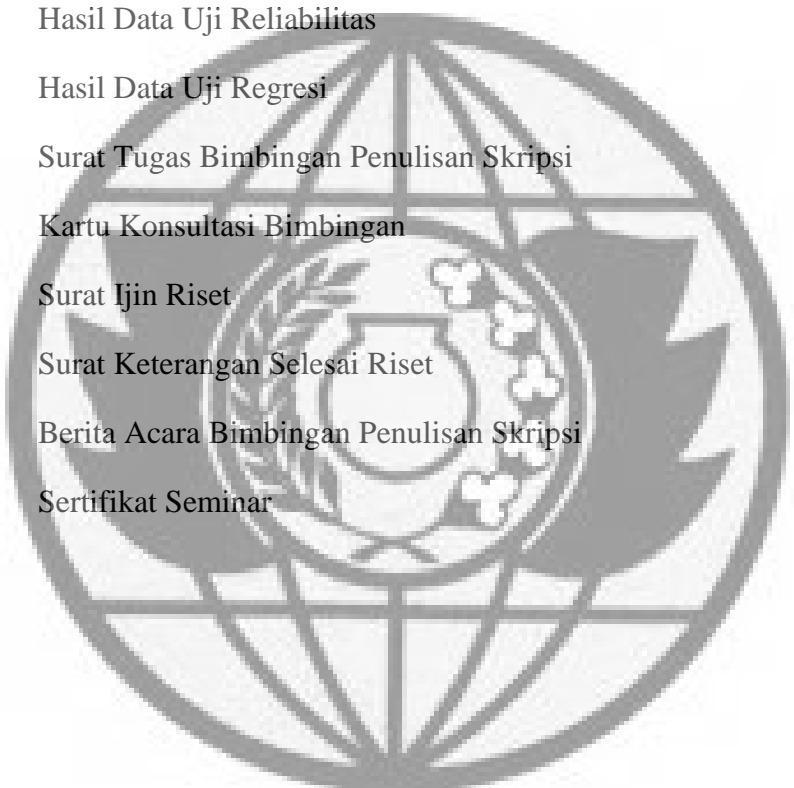 Hasil Data Uji Reliabilitas
Hasil Data Uji Regresi
Surat Tugas Bimbingan Penulisan Skripsi
Kartu Konsultasi Bimbingan
Surat Ijin Riset
Surat Keterangan Selesai Riset
Berita Acara Bimbingan Penulisan Skripsi
Sertifikat Seminar